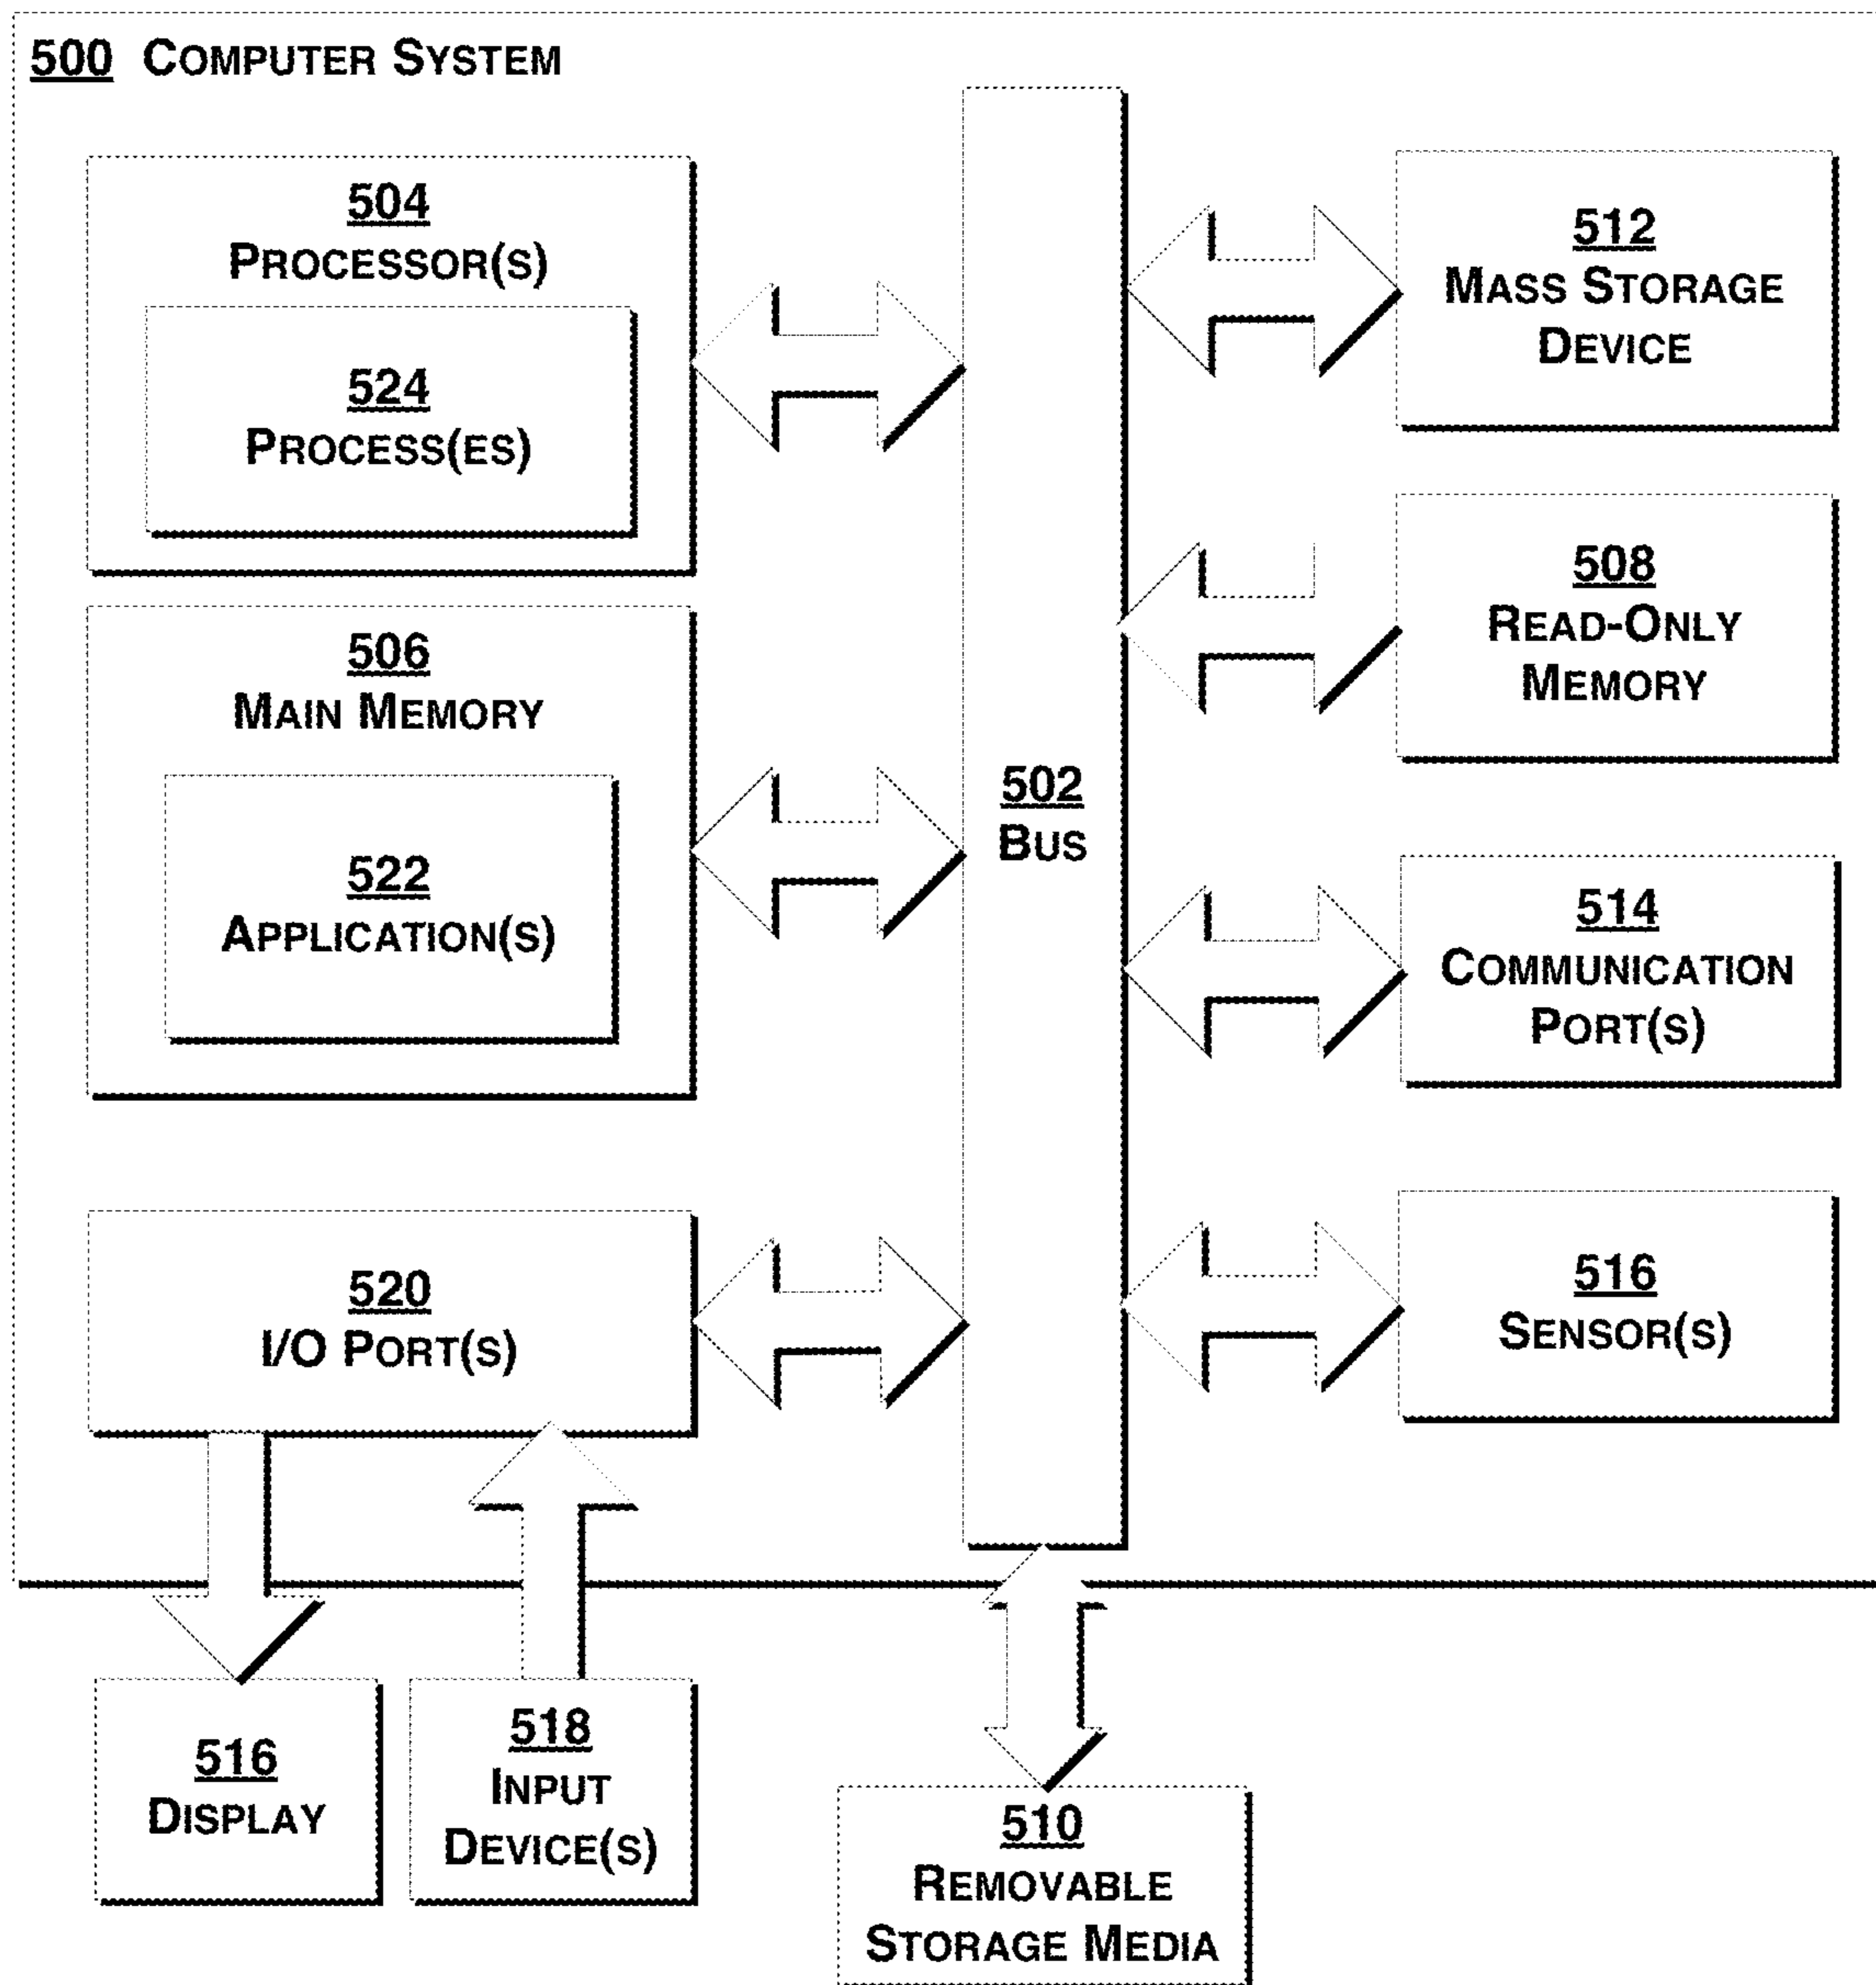 500 COMPUTER SYSTEM
504
PROCESSOR(S)
524
PROCESS(ES)
506
MAIN MEMORY
522
APPLICATION(S)
520
I/O PORT(S)
502
BUS
512
MASS STORAGE
DEVICE
508
READ-ONLY
MEMORY
514
COMMUNICATION
PORT(S)
516
SENSOR(S)
516
DISPLAY
518
INPUT
DEVICE(S)
510
REMOVABLE
STORAGE MEDIA